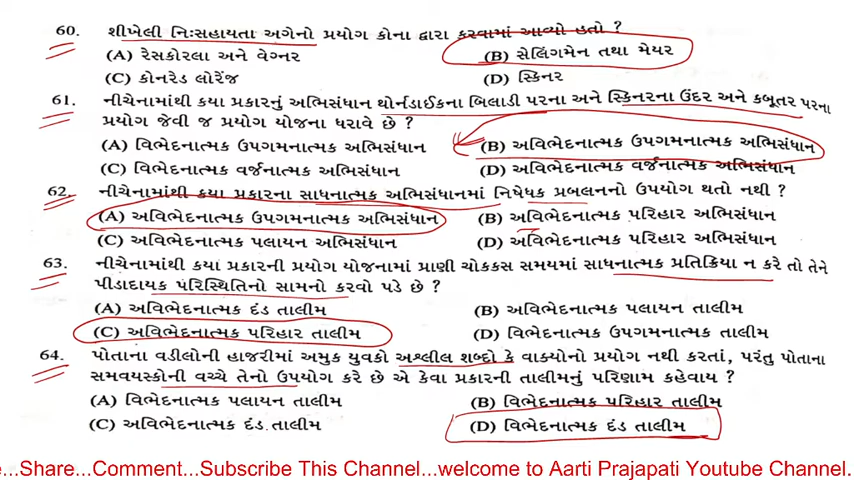 60. શીખેલી નિઃસહાયતા અગેનો પ્રયોગ કોના દ્વારા કરવામાં આવ્યો હતો ?
(A) રેસકોરલા અને વેગ્નર (B) સેલિંગમેન તથા મેયર
(C) કોનરેડ લોરેંજ (D) સ્કિનર
61. નીચેનામાંથી કયા પ્રકારનું અભિસંધાન થોર્નડાઈકના બિલાડી પરના અને સ્કિનરના ઉંદર અને કબૂતર પરના
પ્રયોગ જેવી જ પ્રયોગ યોજના ધરાવે છે ?
(A) વિભેદનાત્મક ઉપગમનાત્મક અભિસંધાન (B) અવિભેદનાત્મક ઉપગમનાત્મક અભિસંધાન
(C) વિભેદનાત્મક વર્જનાત્મક અભિસંધાન (D) અવિભેદનાત્મક વર્જનાત્મક અભિસંધાન
62. નીચેનામાંથી કયા પ્રકારના સાધનાત્મક અભિસંધાનમાં નિષેધક પ્રબલનનો ઉપયોગ થતો નથી ?
(A) અવિભેદનાત્મક ઉપગમનાત્મક અભિસંધાન (B) અવિભેદનાત્મક પરિહાર અભિસંધાન
(C) અવિભેદનાત્મક પલાયન અભિસંધાન (D) અવિભેદનાત્મક પરિહાર અભિસંધાન
63. નીચેનામાંથી કયા પ્રકારની પ્રયોગ યોજનામાં પ્રાણી ચોકકસ સમયમાં સાધનાત્મક પ્રતિક્રિયા ન કરે તો તેને
પીડાદાયક પરિસ્થિતિનો સામનો કરવો પડે છે ?
(A) અવિભેદનાત્મક દંડ તાલીમ (B) અવિભેદનાત્મક પલાયન તાલીમ
(C) અવિભેદનાત્મક પરિહાર તાલીમ (D) વિભેદનાત્મક ઉપગમનાત્મક તાલીમ
64. પોતાના વડીલોની હાજરીમાં અમુક યુવકો અશ્લીલ શબ્દો કે વાક્યોનો પ્રયોગ નથી કરતાં, પરંતુ પોતાના
સમવયસ્કોની વચ્ચે તેનો ઉપયોગ કરે છે એ કેવા પ્રકારની તાલીમનું પરિણામ કહેવાય ?
(A) વિભેદનાત્મક પલાયન તાલીમ (B) વિભેદનાત્મક પરિહાર તાલીમ
(C) અવિભેદનાત્મક દંડ તાલીમ (D) વિભેદનાત્મક દંડ તાલીમ
...Share...Comment...Subscribe This Channel...welcome to Aarti Prajapati Youtube Channel.